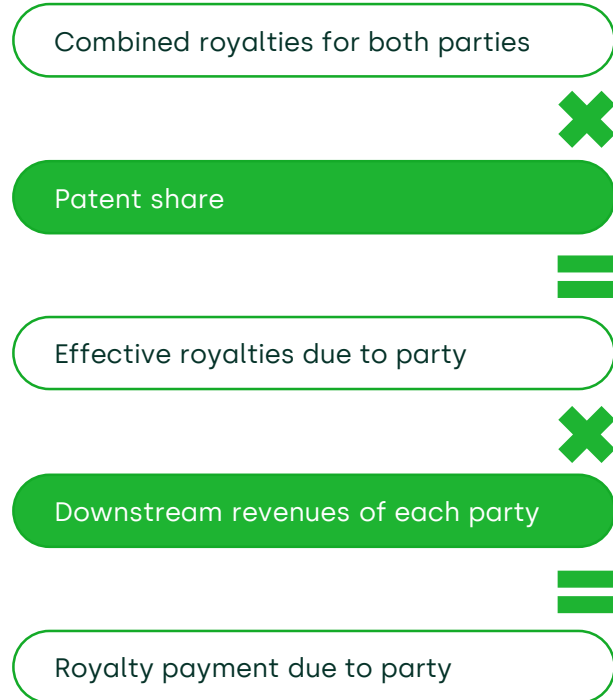 Combined royalties for both parties
Patent share
Effective royalties due to party
Downstream revenues of each party
Royalty payment due to party